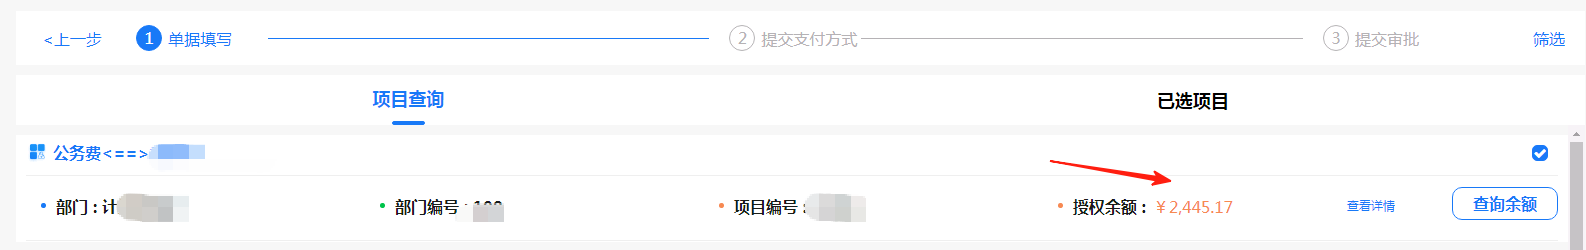 <上一步 1 单据填写 2 提交支付方式 3 提交审批 筛选
项目查询 已选项目
公务费<==>
部门：计 部门编号： 项目编号： 授权余额：￥2,445.17 查看详情 查询余额